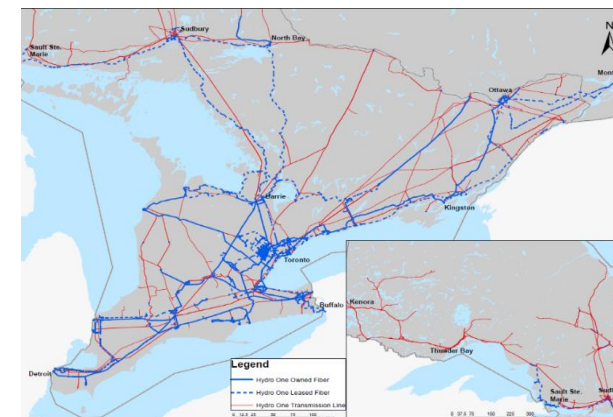 N
Sudbury
North Bay
Sault Ste.
Marie
Ottawa
Mont
Barrie
Kingston
Toronto
Buffalo
Detroit
Legend
Hydro One Owned Fiber
Hydro One Leased Fiber
Hydro One Transmission Line
Kenora
Thunder Bay
Sault Ste.
Marie
Sudb